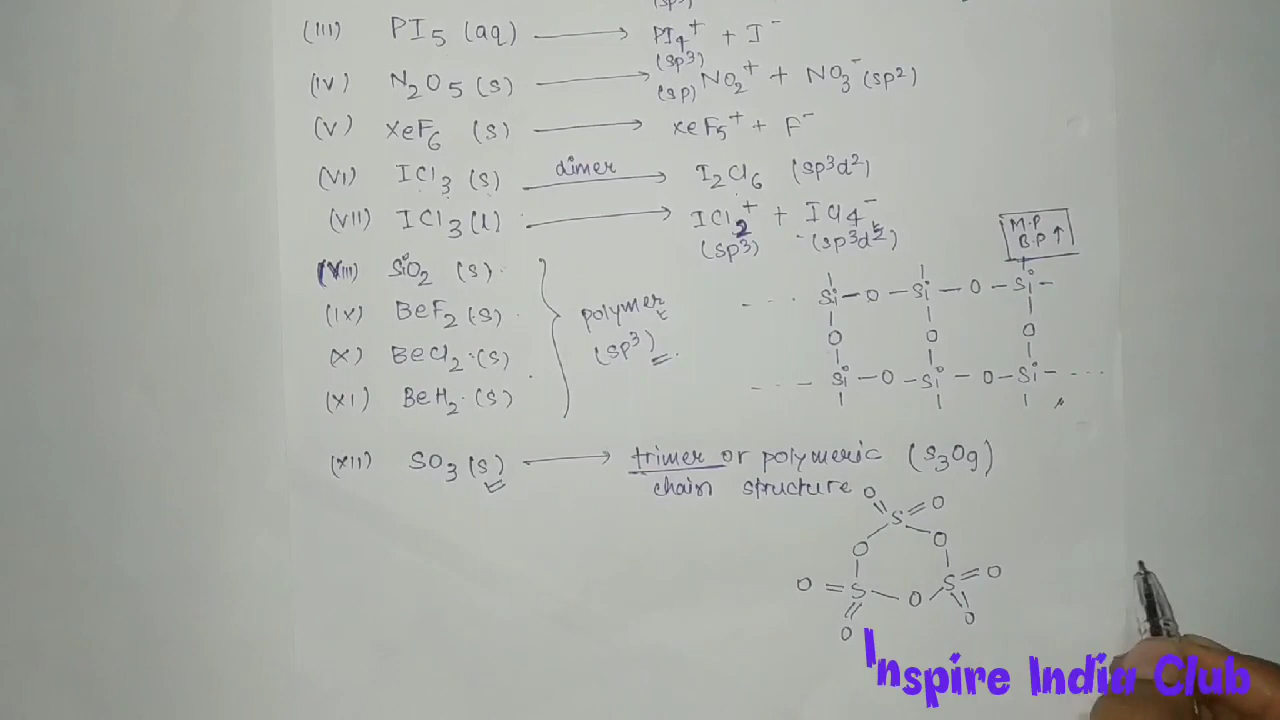 (sp3)
(III) PI5 (aq) ⟶ PI4+ + I-
(sp3)
(IV) N2O5 (s) ⟶ (sp) NO2+ + NO3- (sp2)
(V) XeF6 (s) ⟶ XeF5+ + F-
(VI) ICl3 (s) dimer ⟶ I2Cl6 (sp3d2)
(VII) ICl3 (l) ⟶ ICl2+ + ICl4-
(sp3) (sp3d2)
M.P
B.P ↑
(VIII) SiO2 (s)
(IX) BeF2 (s)
(X) BeCl2 (s)
(XI) BeH2 (s)
polymer
(sp3)
--- Si - O - Si - O - Si -
O O O
--- Si - O - Si - O - Si - ---
(XII) SO3 (s) ⟶ trimer or polymeric (S3O9)
chain structure
O O
S
O O
O = S - O - S = O
O O
Inspire India Club